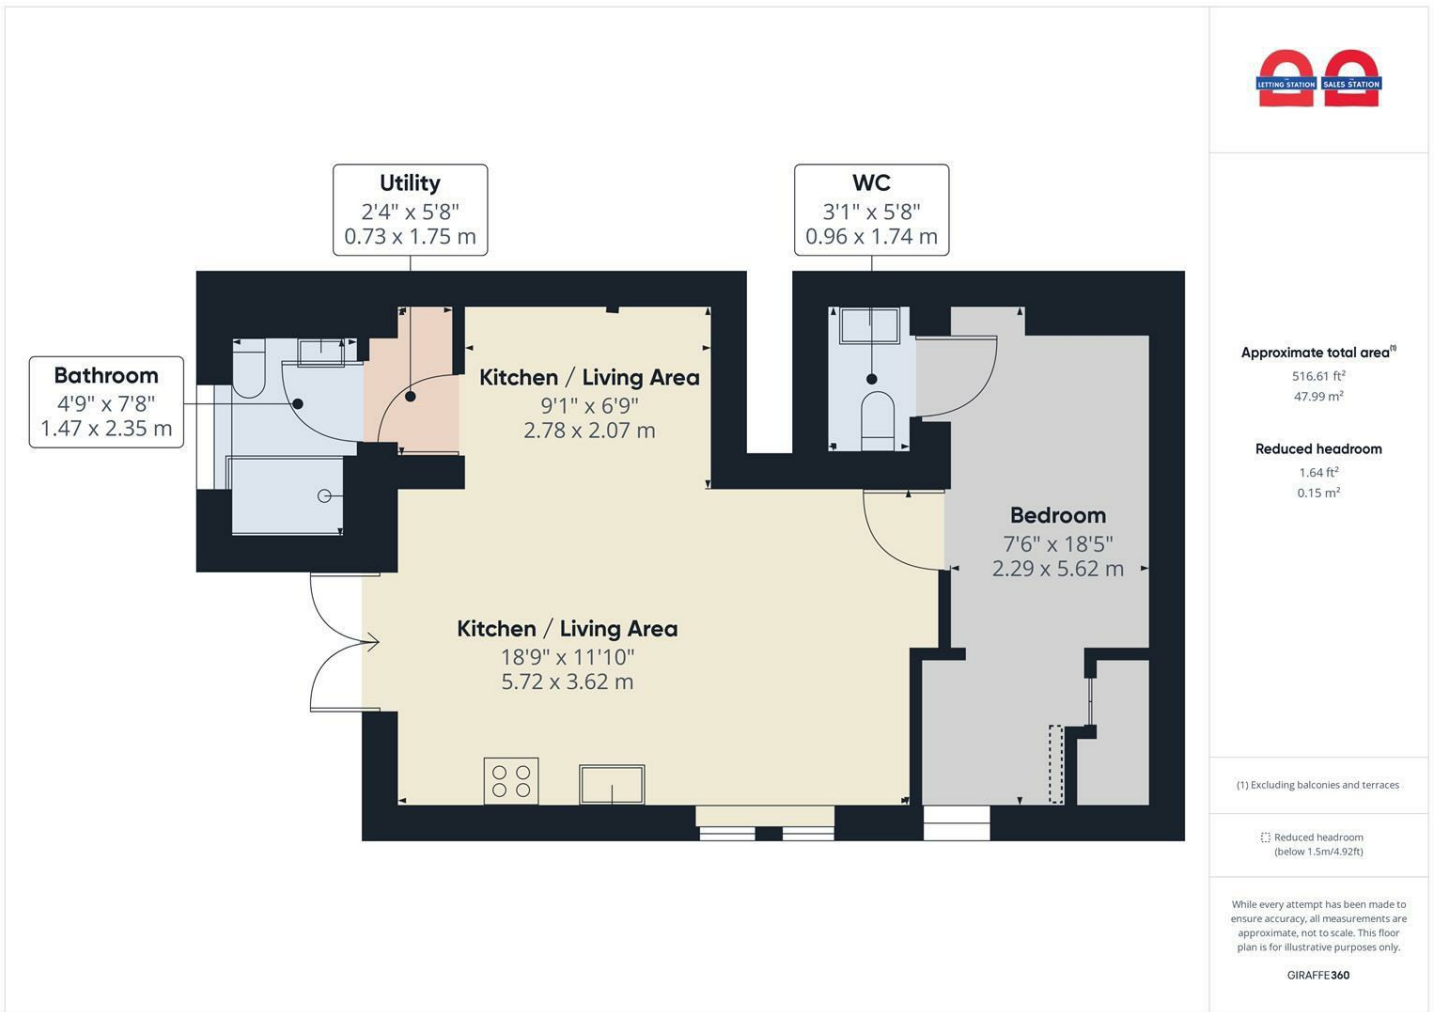 Utility
2'4" x 5'8"
0.73 x 1.75 m
WC
3'1" x 5'8"
0.96 x 1.74 m
Bathroom
4'9" x 7'8"
1.47 x 2.35 m
Kitchen / Living Area
9'1" x 6'9"
2.78 x 2.07 m
Bedroom
7'6" x 18'5"
2.29 x 5.62 m
Kitchen / Living Area
18'9" x 11'10"
5.72 x 3.62 m
THE LETTING STATION
THE SALES STATION
Approximate total area⁽¹⁾
516.61 ft²
47.99 m²
Reduced headroom
1.64 ft²
0.15 m²
(1) Excluding balconies and terraces
Reduced headroom
(below 1.5m/4.92ft)
While every attempt has been made to
ensure accuracy, all measurements are
approximate, not to scale. This floor
plan is for illustrative purposes only.
GIRAFFE360